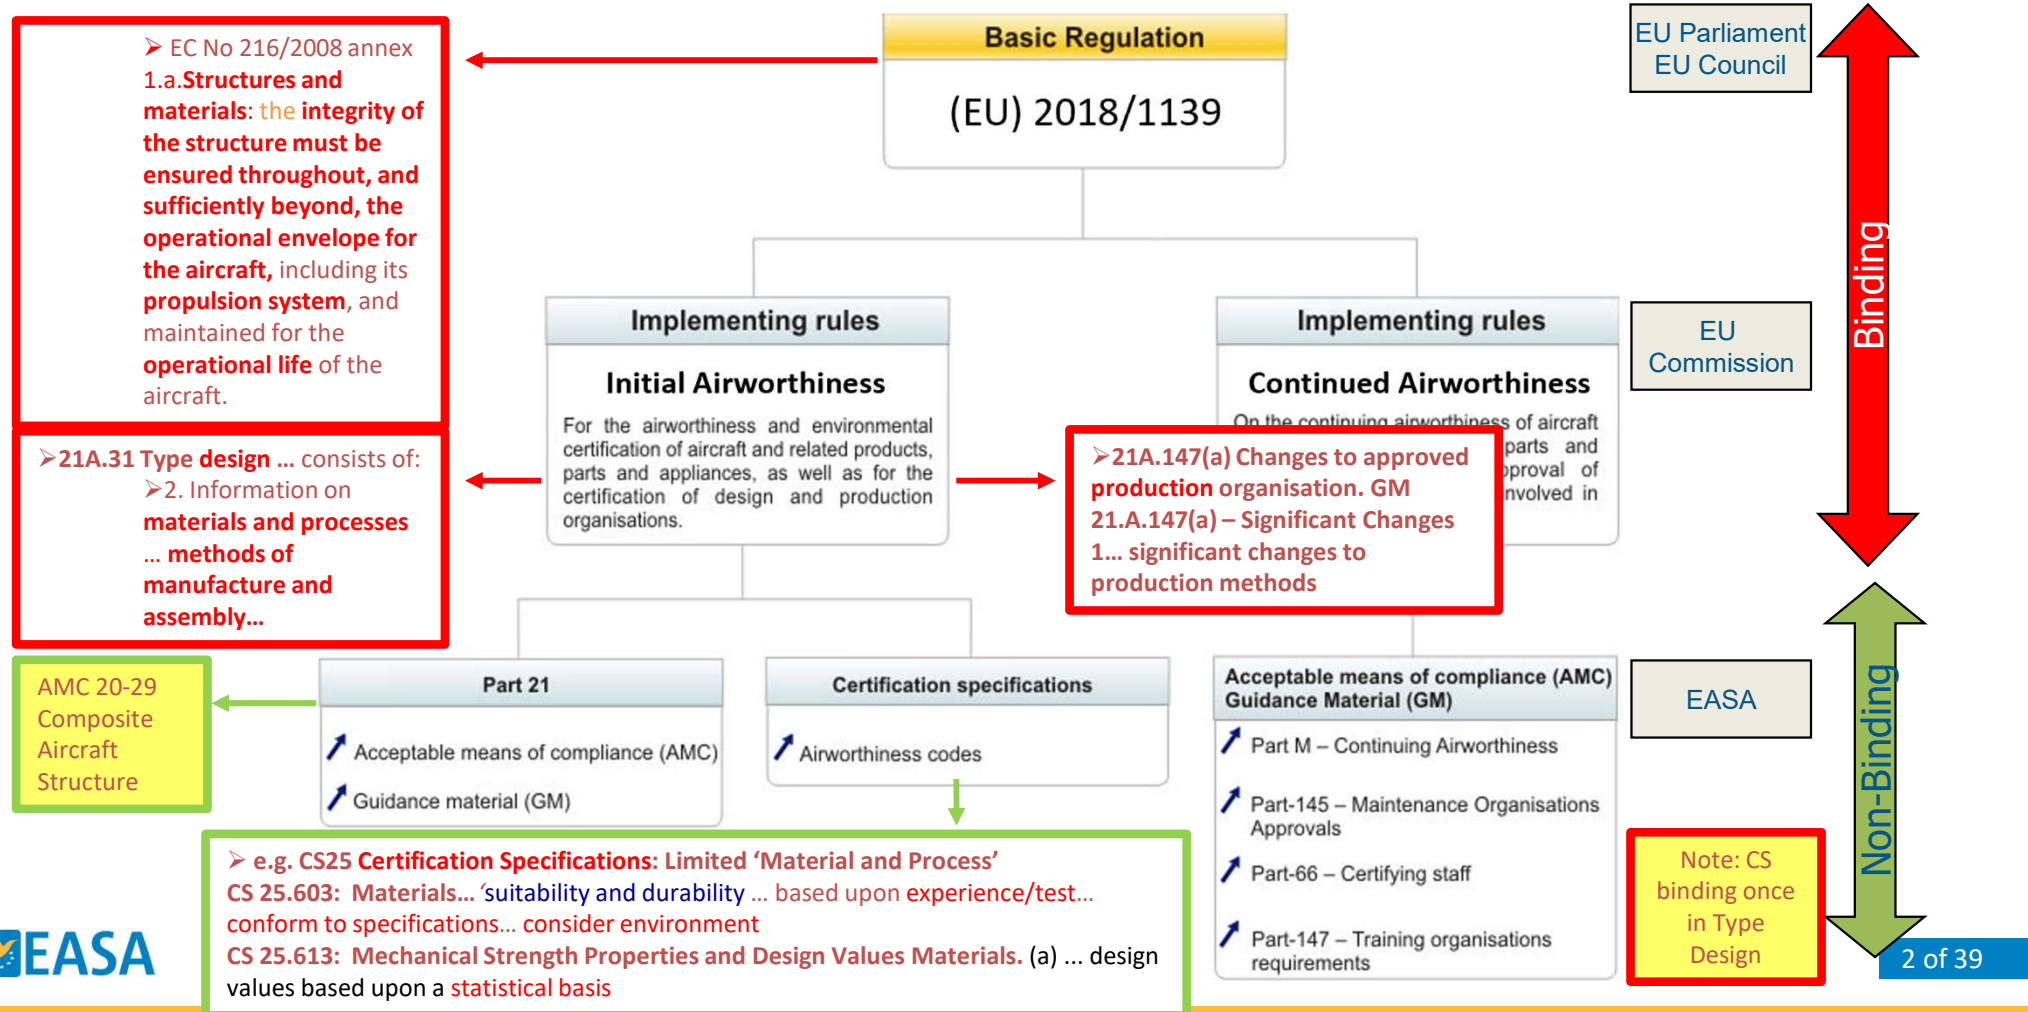 ➢ EC No 216/2008 annex
1.a.Structures and
materials: the integrity of
the structure must be
ensured throughout, and
sufficiently beyond, the
operational envelope for
the aircraft, including its
propulsion system, and
maintained for the
operational life of the
aircraft.
➢21A.31 Type design … consists of:
➢2. Information on
materials and processes
… methods of
manufacture and
assembly…
AMC 20-29
Composite
Aircraft
Structure
Basic Regulation
(EU) 2018/1139
Implementing rules
Initial Airworthiness
For the airworthiness and environmental
certification of aircraft and related products,
parts and appliances, as well as for the
certification of design and production
organisations.
Implementing rules
Continued Airworthiness
On the continuing airworthiness of aircraft
parts and
of
involved in
➢21A.147(a) Changes to approved
production organisation. GM
21.A.147(a) – Significant Changes
1… significant changes to
production methods
Part 21
Acceptable means of compliance (AMC)
Guidance material (GM)
Certification specifications
Airworthiness codes
Acceptable means of compliance (AMC)
Guidance Material (GM)
Part M – Continuing Airworthiness
Part-145 – Maintenance Organisations
Approvals
Part-66 – Certifying staff
Part-147 – Training organisations
requirements
➢ e.g. CS25 Certification Specifications: Limited ‘Material and Process’
CS 25.603: Materials… ‘suitability and durability … based upon experience/test…
conform to specifications… consider environment
CS 25.613: Mechanical Strength Properties and Design Values Materials. (a) ... design
values based upon a statistical basis
EU Parliament
EU Council
EU
Commission
EASA
Binding
Non-Binding
Note: CS
binding once
in Type
Design
EASA
2 of 39